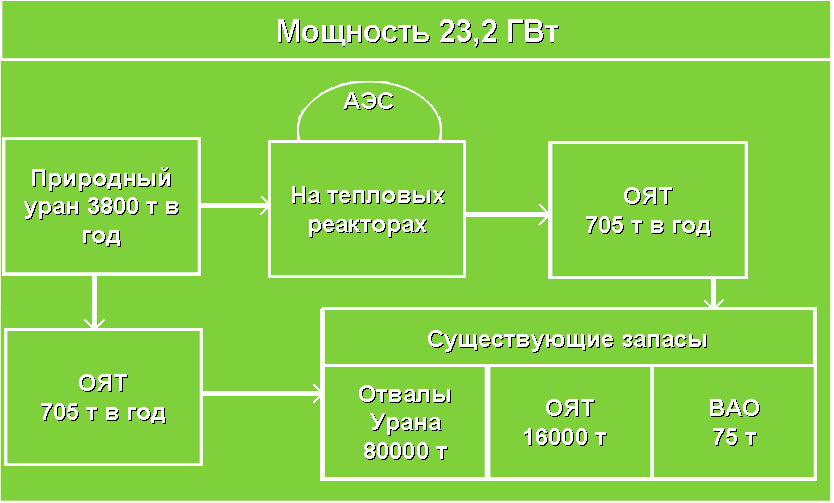 Мощность 23,2 ГВт
АЭС
Природный
уран 3800 т в
год
На тепловых
реакторах
ОЯТ
705 т в год
ОЯТ
705 т в год
Существующие запасы
Отвалы
Урана
80000 т
ОЯТ
16000 т
ВАО
75 т